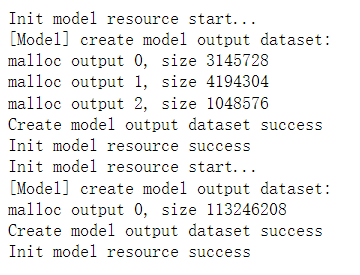 Init model resource start...
[Model] create model output dataset:
malloc output 0, size 3145728
malloc output 1, size 4194304
malloc output 2, size 1048576
Create model output dataset success
Init model resource success
Init model resource start...
[Model] create model output dataset:
malloc output 0, size 113246208
Create model output dataset success
Init model resource success